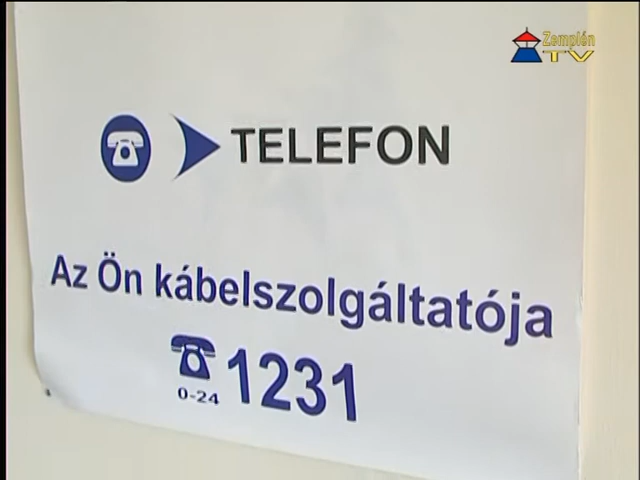 Zemplén
TV
TELEFON
Az Ön kábelszolgáltatója
1231
0-24